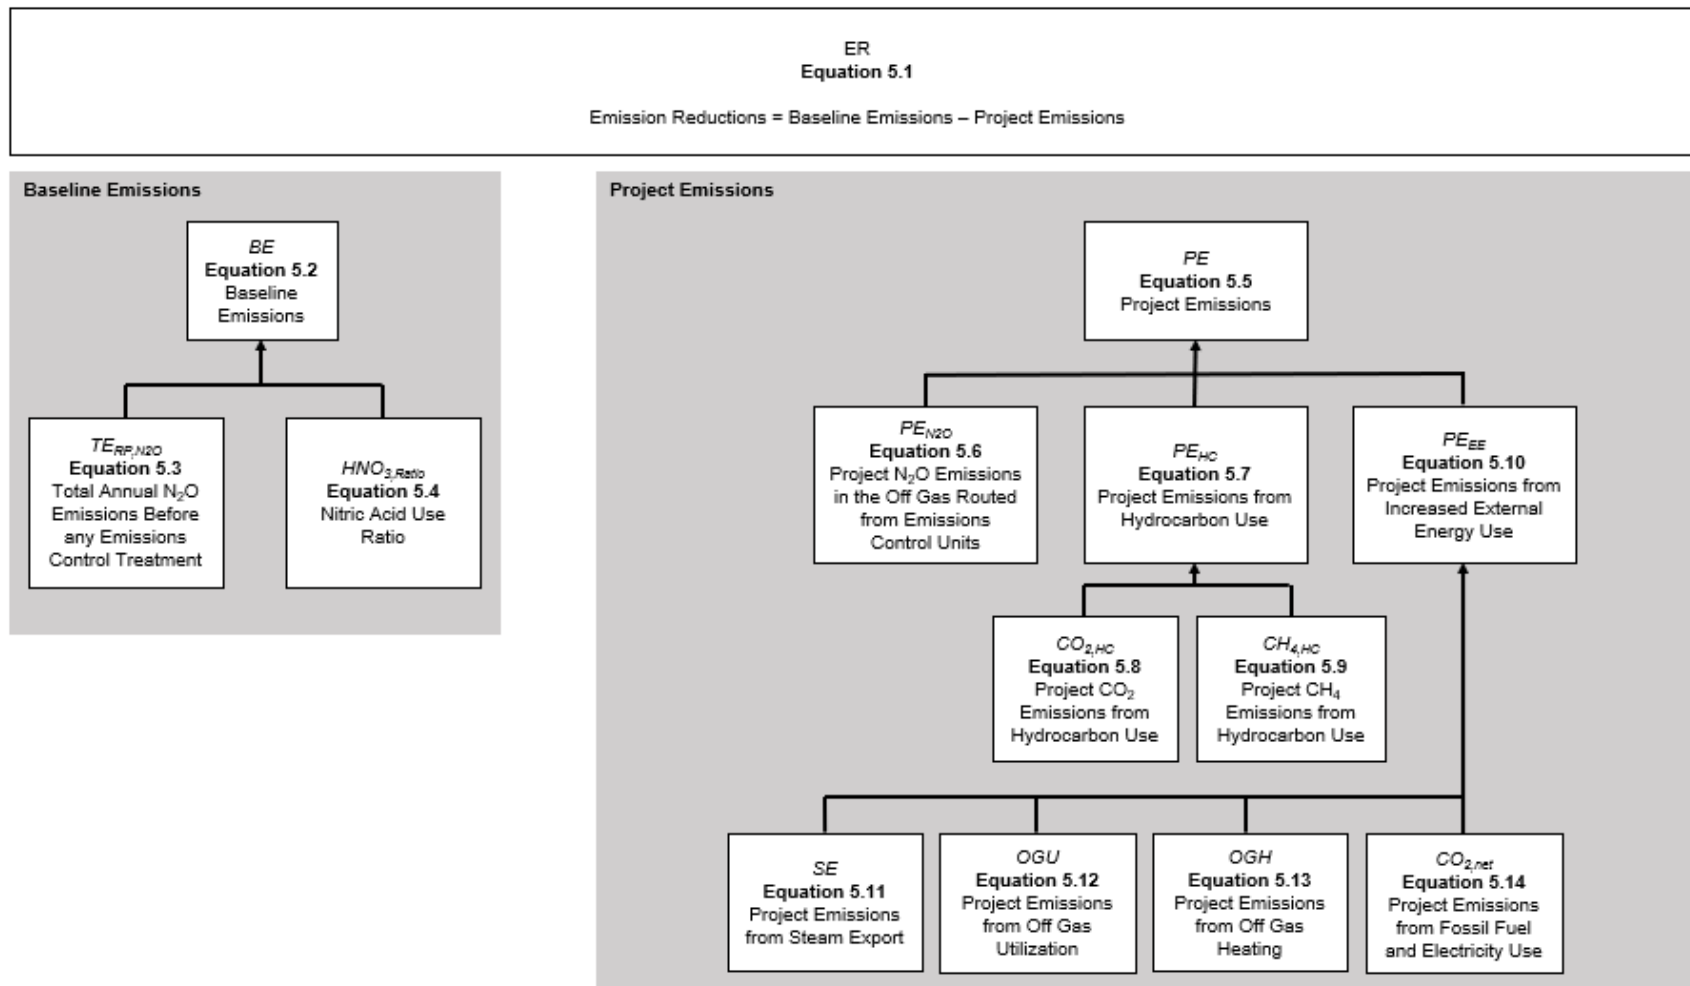 ER
Equation 5.1
Emission Reductions = Baseline Emissions – Project Emissions
Baseline Emissions
BE
Equation 5.2
Baseline
Emissions
TE_RP,N2O
Equation 5.3
Total Annual N₂O
Emissions Before
any Emissions
Control Treatment
HNO₃,Ratio
Equation 5.4
Nitric Acid Use
Ratio
Project Emissions
PE
Equation 5.5
Project Emissions
PE_N2O
Equation 5.6
Project N₂O Emissions
in the Off Gas Routed
from Emissions
Control Units
PE_HC
Equation 5.7
Project Emissions from
Hydrocarbon Use
PE_EE
Equation 5.10
Project Emissions from
Increased External
Energy Use
CO₂,HC
Equation 5.8
Project CO₂
Emissions from
Hydrocarbon Use
CH₄,HC
Equation 5.9
Project CH₄
Emissions from
Hydrocarbon Use
SE
Equation 5.11
Project Emissions
from Steam Export
OGU
Equation 5.12
Project Emissions
from Off Gas
Utilization
OGH
Equation 5.13
Project Emissions
from Off Gas
Heating
CO₂,net
Equation 5.14
Project Emissions
from Fossil Fuel
and Electricity Use